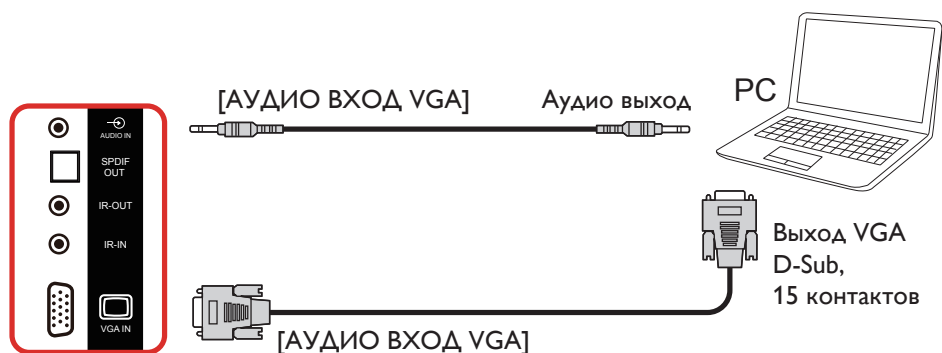 [АУДИО ВХОД VGA]
Аудио выход
PC
AUDIO IN
SPDIF
OUT
IR-OUT
IR-IN
VGA IN
Выход VGA
D-Sub,
15 контактов
[АУДИО ВХОД VGA]